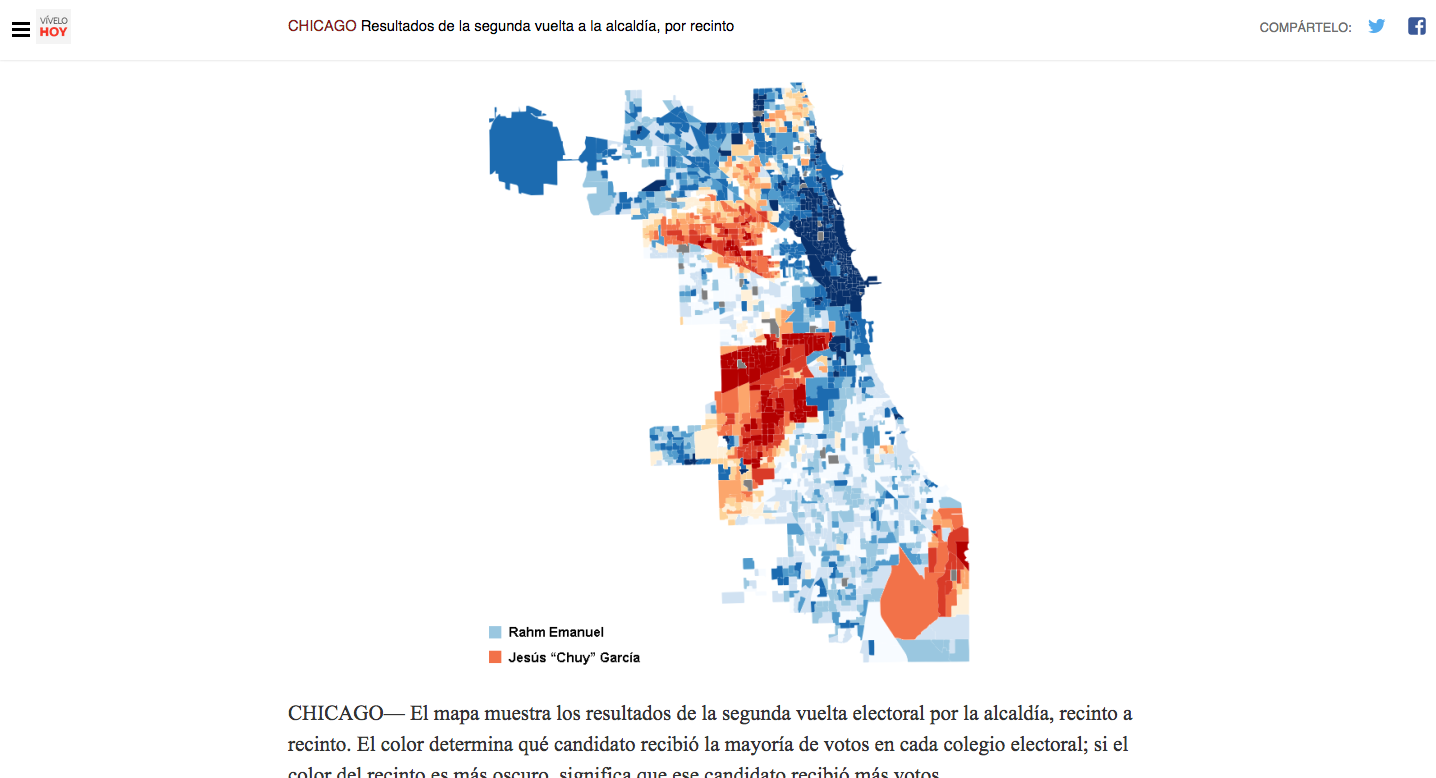 VÍVELO
HOY
CHICAGO Resultados de la segunda vuelta a la alcaldía, por recinto
COMPÁRTELO:
Rahm Emanuel
Jesús “Chuy” García
CHICAGO— El mapa muestra los resultados de la segunda vuelta electoral por la alcaldía, recinto a
recinto. El color determina qué candidato recibió la mayoría de votos en cada colegio electoral; si el
color del recinto es más oscuro, significa que ese candidato recibió más votos